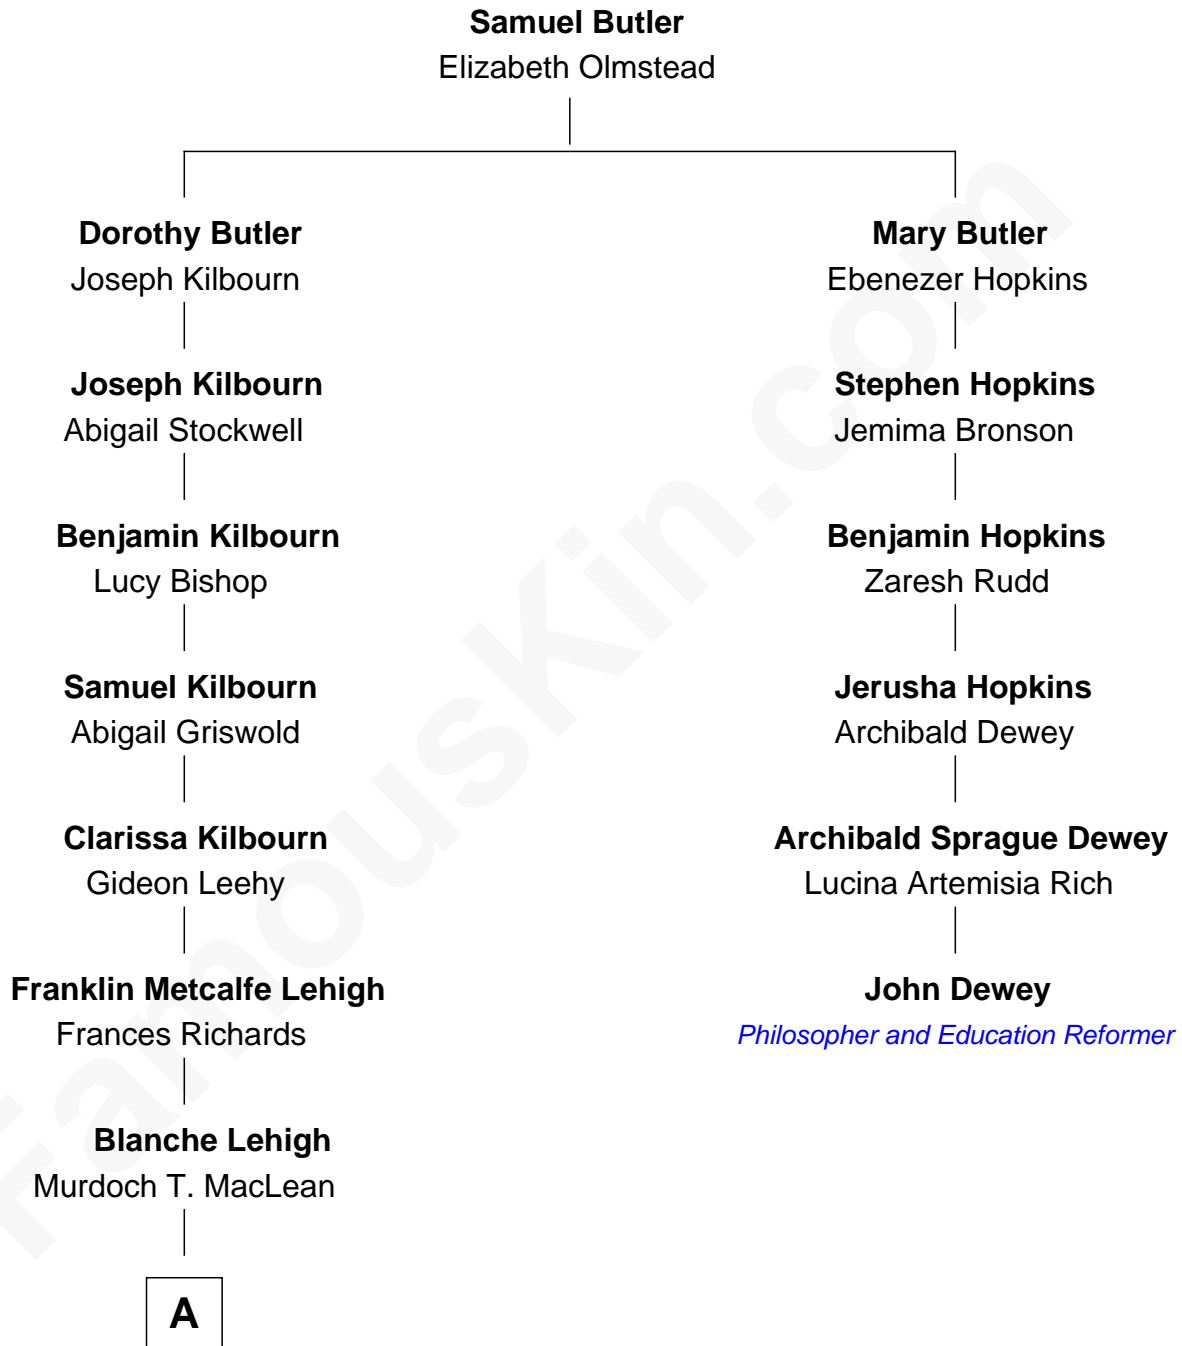 Samuel Butler
Elizabeth Olmstead
Dorothy Butler
Joseph Kilbourn
Mary Butler
Ebenezer Hopkins
Joseph Kilbourn
Abigail Stockwell
Stephen Hopkins
Jemima Bronson
Benjamin Kilbourn
Lucy Bishop
Benjamin Hopkins
Zaresh Rudd
Samuel Kilbourn
Abigail Griswold
Jerusha Hopkins
Archibald Dewey
Clarissa Kilbourn
Gideon Leehy
Archibald Sprague Dewey
Lucina Artemisia Rich
Franklin Metcalfe Lehigh
Frances Richards
John Dewey
Philosopher and Education Reformer
Blanche Lehigh
Murdoch T. MacLean
A
FamousKin.com